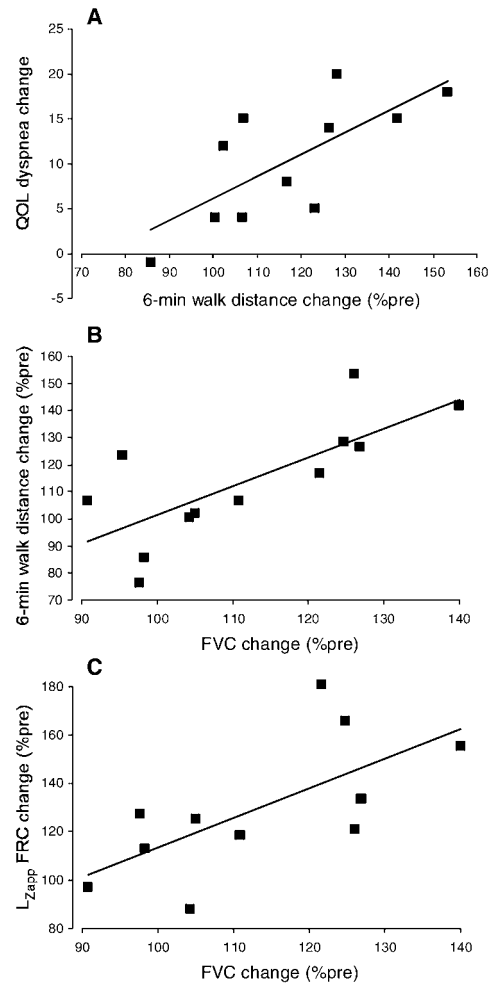 A
25
20
15
10
5
0
-5
QOL dyspnea change
70 80 90 100 110 120 130 140 150 160
6-min walk distance change (%pre)
B
160
150
140
130
120
110
100
90
80
70
6-min walk distance change (%pre)
90 100 110 120 130 140
FVC change (%pre)
C
180
160
140
120
100
80
LZapp FRC change (%pre)
90 100 110 120 130 140
FVC change (%pre)